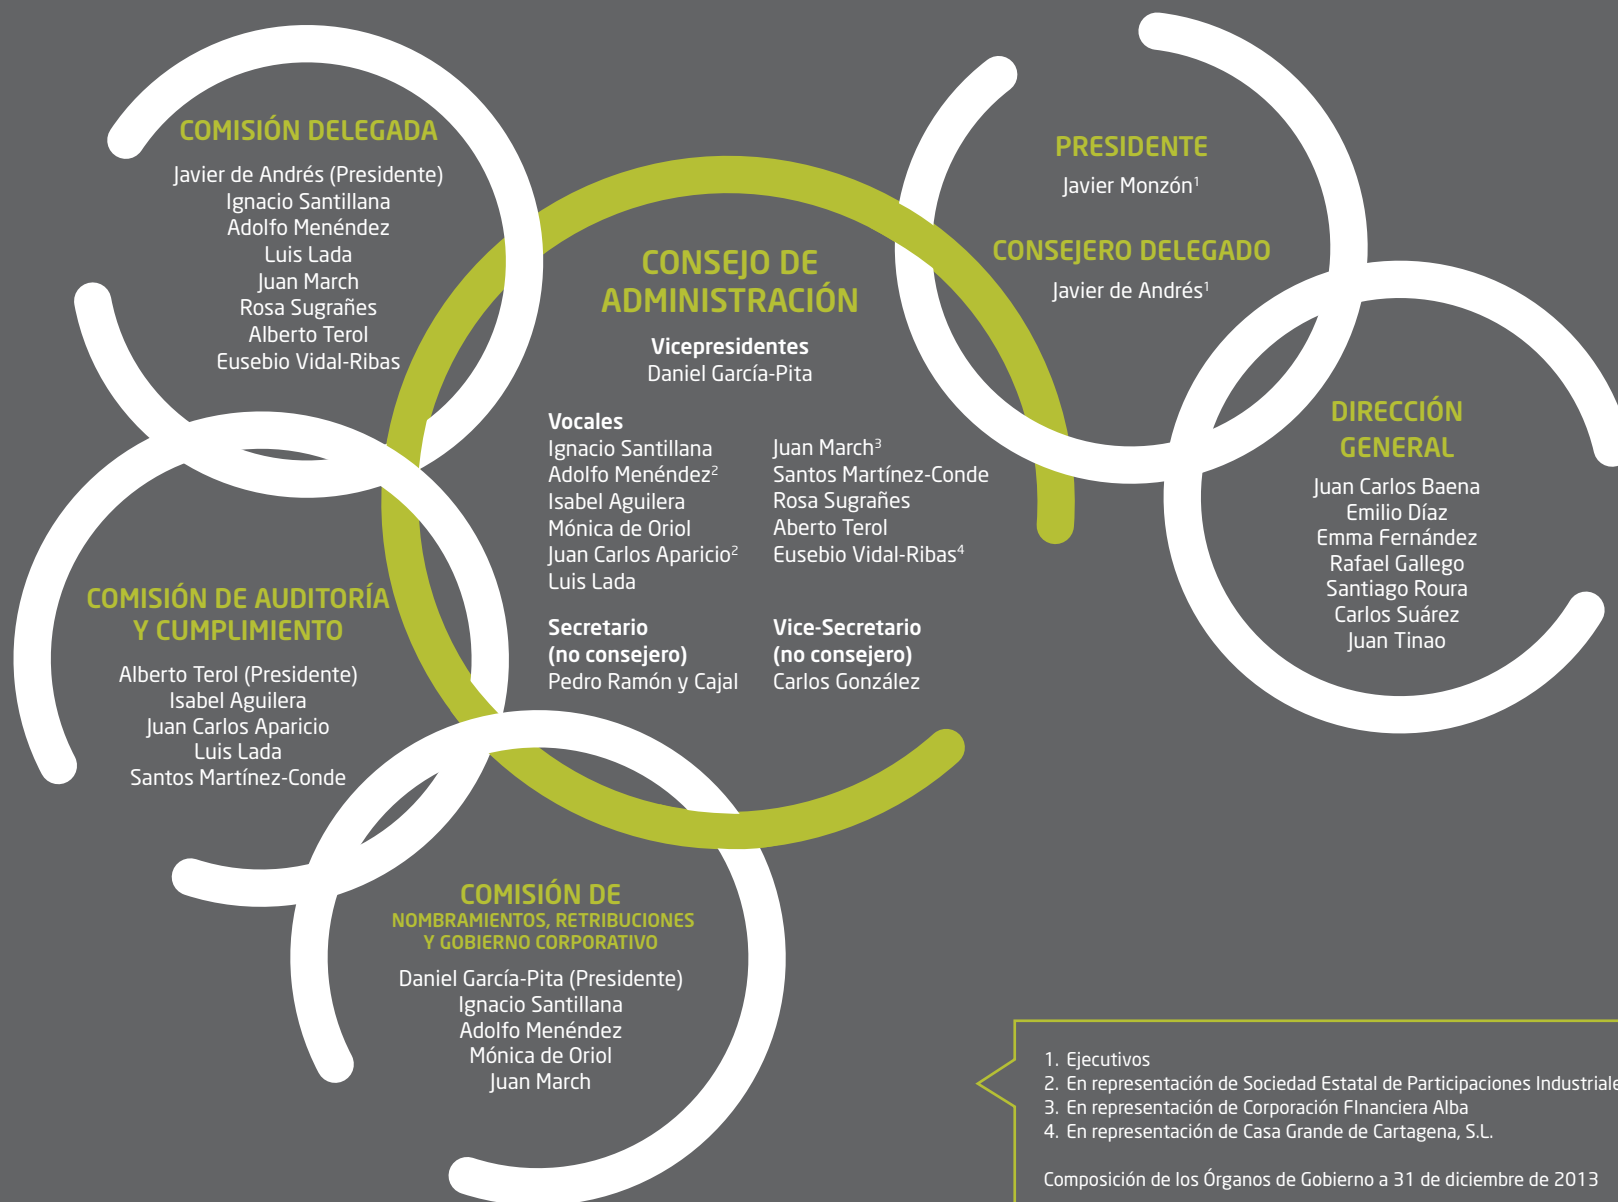 COMISIÓN DELEGADA
Javier de Andrés (Presidente)
Ignacio Santillana
Adolfo Menéndez
Luis Lada
Juan March
Rosa Sugrañes
Alberto Terol
Eusebio Vidal-Ribas
PRESIDENTE
Javier Monzón¹
CONSEJERO DELEGADO
Javier de Andrés¹
CONSEJO DE
ADMINISTRACIÓN
Vicepresidentes
Daniel García-Pita
Vocales
Ignacio Santillana
Adolfo Menéndez²
Isabel Aguilera
Mónica de Oriol
Juan Carlos Aparicio²
Luis Lada
Juan March³
Santos Martínez-Conde
Rosa Sugrañes
Aberto Terol
Eusebio Vidal-Ribas⁴
Secretario
(no consejero)
Pedro Ramón y Cajal
Vice-Secretario
(no consejero)
Carlos González
DIRECCIÓN
GENERAL
Juan Carlos Baena
Emilio Díaz
Emma Fernández
Rafael Gallego
Santiago Roura
Carlos Suárez
Juan Tinao
COMISIÓN DE AUDITORÍA
Y CUMPLIMIENTO
Alberto Terol (Presidente)
Isabel Aguilera
Juan Carlos Aparicio
Luis Lada
Santos Martínez-Conde
COMISIÓN DE
NOMBRAMIENTOS, RETRIBUCIONES
Y GOBIERNO CORPORATIVO
Daniel García-Pita (Presidente)
Ignacio Santillana
Adolfo Menéndez
Mónica de Oriol
Juan March
1. Ejecutivos
2. En representación de Sociedad Estatal de Participaciones Industriale
3. En representación de Corporación FInanciera Alba
4. En representación de Casa Grande de Cartagena, S.L.
Composición de los Órganos de Gobierno a 31 de diciembre de 2013